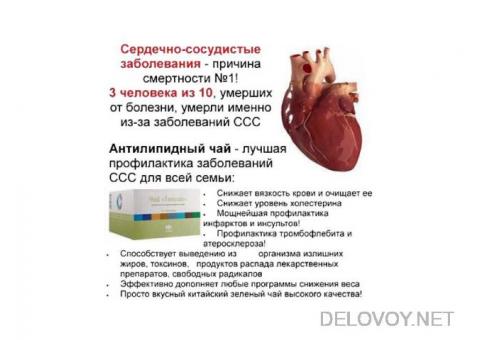 Сердечно-сосудистые
заболевания - причина
смертности №1!
3 человека из 10, умерших
от болезни, умерли именно
из-за заболеваний ССС
Антилипидный чай - лучшая
профилактика заболеваний
ССС для всей семьи:
• Снижает вязкость крови и очищает ее
• Снижает уровень холестерина
• Мощнейшая профилактика
инфарктов и инсультов!
• Профилактика тромбофлебита и
атеросклероза!
• Способствует выведению из организма излишних
жиров, токсинов, продуктов распада лекарственных
препаратов, свободных радикалов
• Эффективно дополняет любые программы снижения веса
• Просто вкусный китайский зеленый чай высокого качества!
DELOVOY.NET